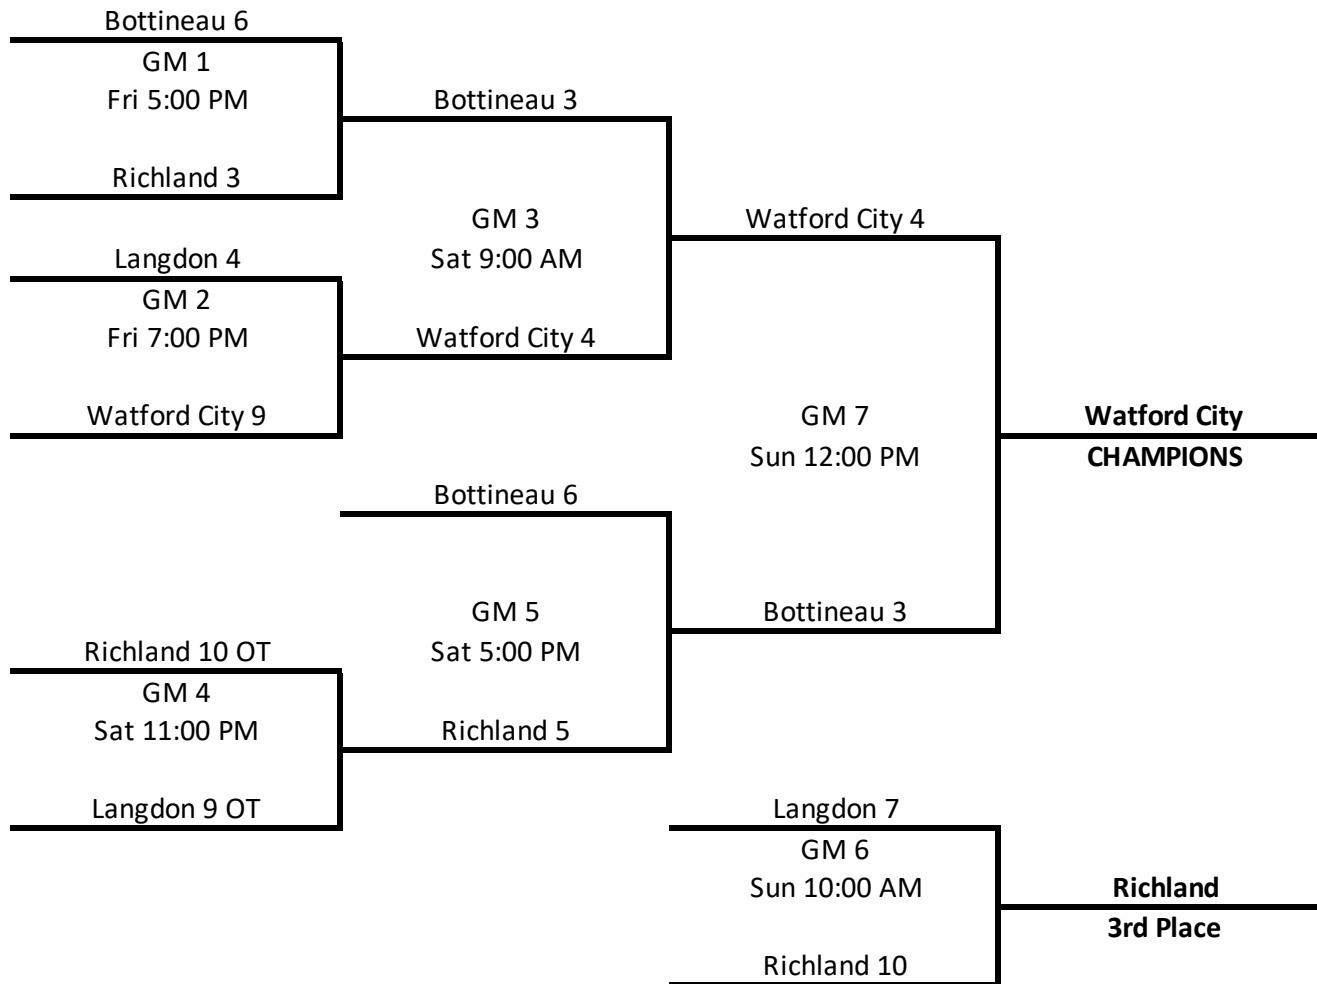 Bottineau 6
GM 1
Fri 5:00 PM
Richland 3
Bottineau 3
GM 3
Sat 9:00 AM
Watford City 4
Langdon 4
GM 2
Fri 7:00 PM
Watford City 9
Watford City 4
GM 7
Sun 12:00 PM
Watford City
CHAMPIONS
Bottineau 6
GM 5
Sat 5:00 PM
Bottineau 3
Richland 10 OT
GM 4
Sat 11:00 PM
Richland 5
Langdon 9 OT
Langdon 7
GM 6
Sun 10:00 AM
Richland
3rd Place
Richland 10